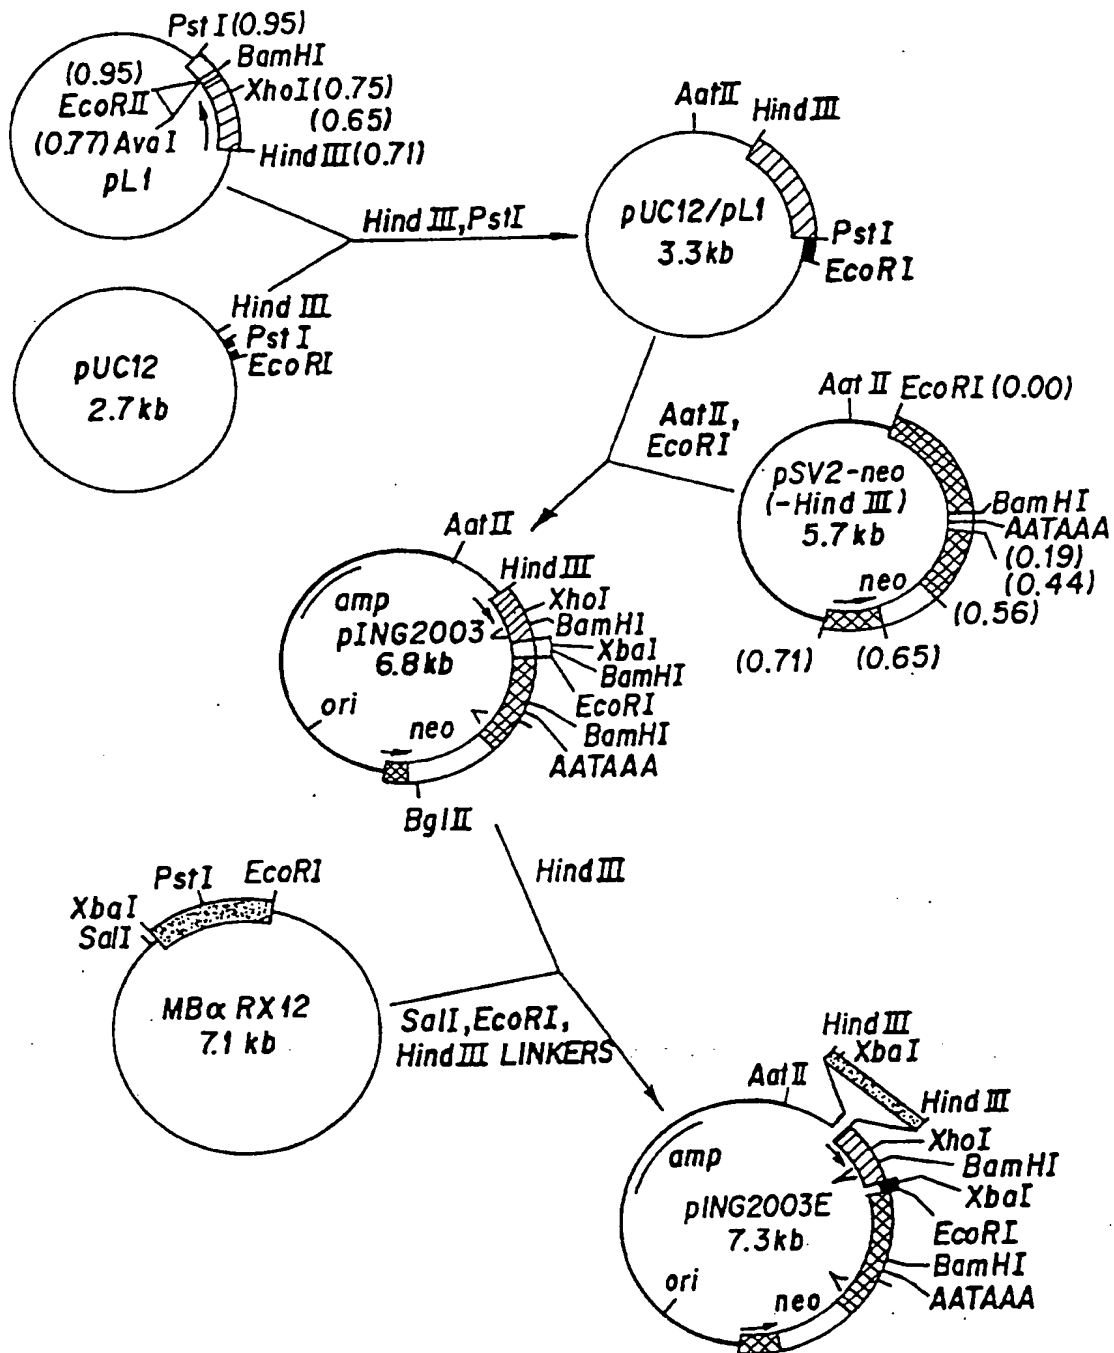 PstI(0.95)
BamHI
(0.95)
EcoRII
XhoI(0.75)
(0.65)
(0.77)AvaI
HindIII(0.71)
pL1
HindIII,PstI
AatII
HindIII
pUC12/pL1
3.3kb
PstI
EcoRI
HindIII
PstI
EcoRI
pUC12
2.7kb
AatII,
EcoRI
AatII
EcoRI(0.00)
pSV2-neo
(-HindIII)
5.7kb
BamHI
AATAAA
(0.19)
(0.44)
neo
(0.56)
(0.71)
(0.65)
AatII
HindIII
amp
XhoI
pING2003
BamHI
6.8kb
XbaI
BamHI
ori
EcoRI
neo
BamHI
AATAAA
BglII
HindIII
PstI
EcoRI
XbaI
SalI
MBα RX12
7.1 kb
SalI,EcoRI,
HindIII LINKERS
HindIII
XbaI
AatII
HindIII
XhoI
amp
BamHI
XbaI
pING2003E
7.3kb
EcoRI
BamHI
ori
neo
AATAAA